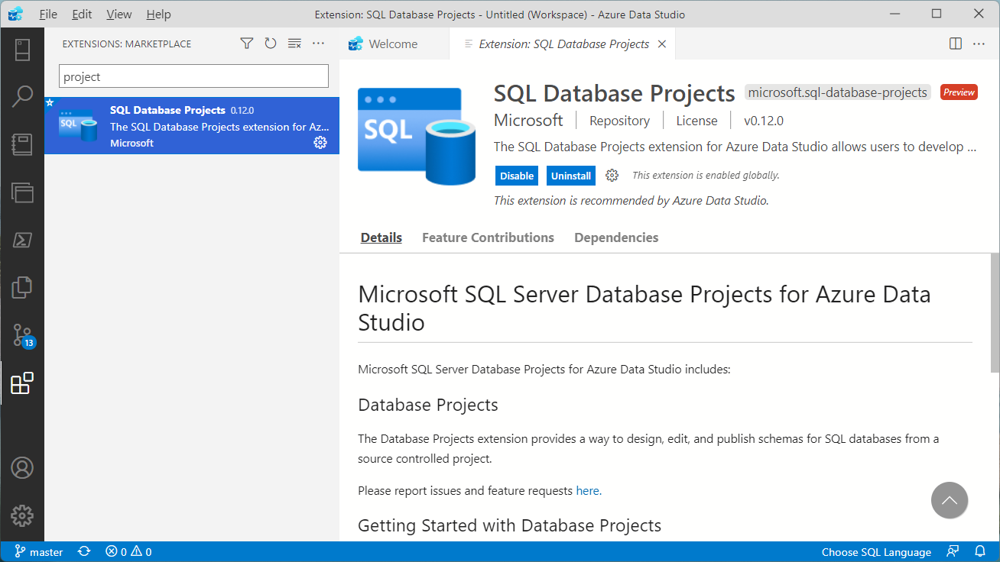 File Edit View Help
Extension: SQL Database Projects - Untitled (Workspace) - Azure Data Studio
EXTENSIONS: MARKETPLACE
project
SQL Database Projects 0.12.0
SQL
The SQL Database Projects extension for Az...
Microsoft
13
Welcome
Extension: SQL Database Projects
SQL
SQL Database Projects microsoft.sql-database-projects Preview
Microsoft Repository License v0.12.0
The SQL Database Projects extension for Azure Data Studio allows users to develop ...
Disable Uninstall This extension is enabled globally.
This extension is recommended by Azure Data Studio.
Details Feature Contributions Dependencies
Microsoft SQL Server Database Projects for Azure Data
Studio
Microsoft SQL Server Database Projects for Azure Data Studio includes:
Database Projects
The Database Projects extension provides a way to design, edit, and publish schemas for SQL databases from a
source controlled project.
Please report issues and feature requests here.
Getting Started with Database Projects
master 0 0 Choose SQL Language